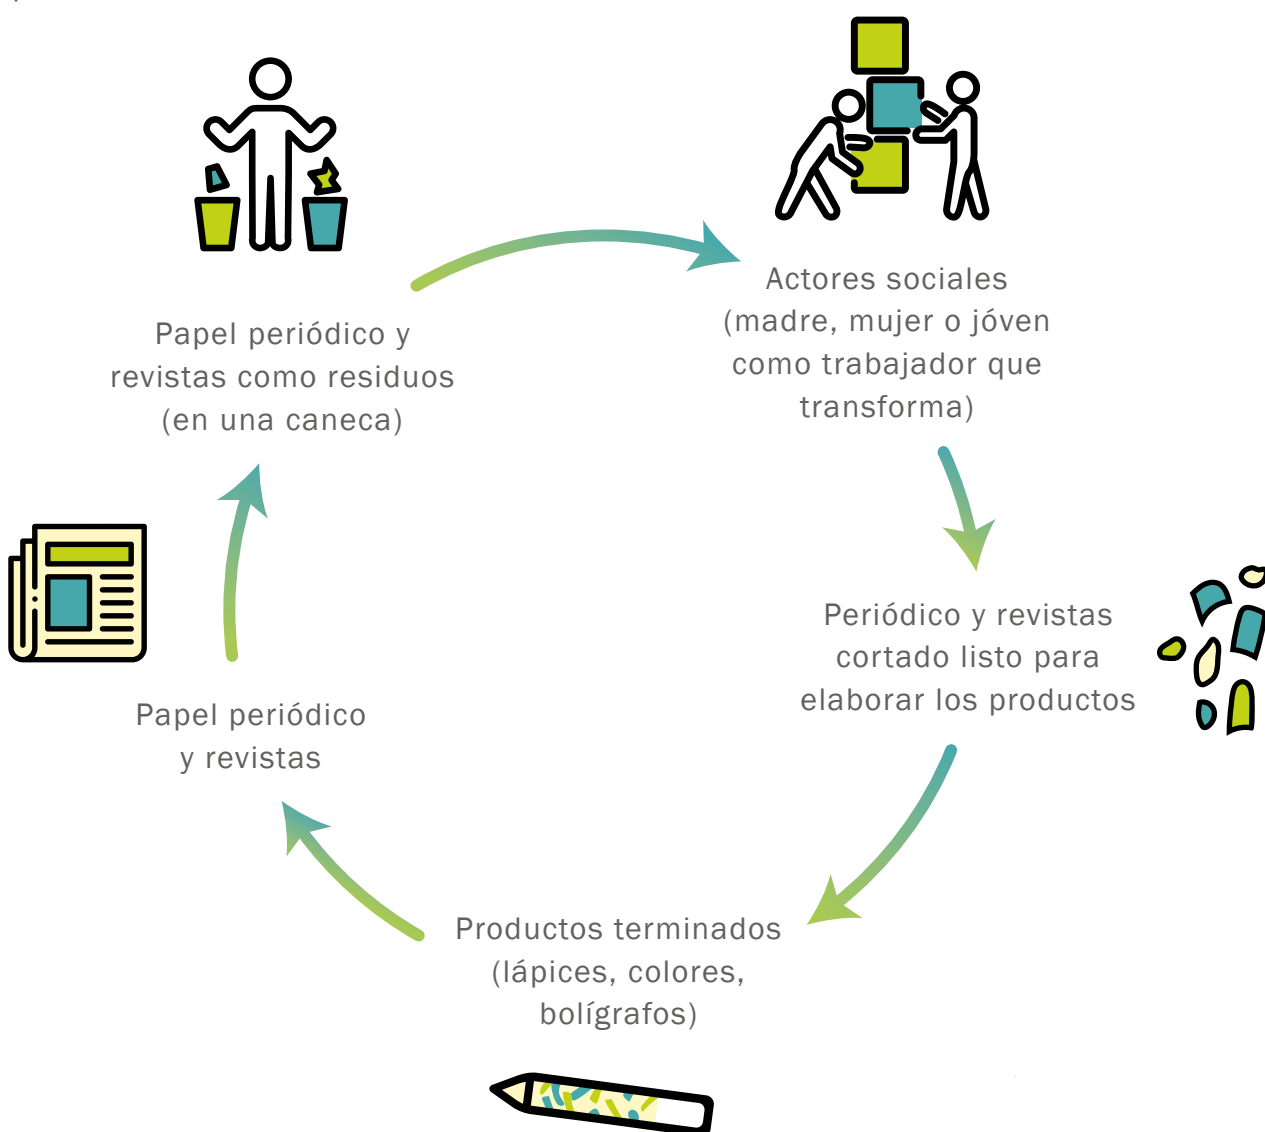 Papel periódico y
revistas como residuos
(en una caneca)
Actores sociales
(madre, mujer o jóven
como trabajador que
transforma)
Periódico y revistas
cortado listo para
elaborar los productos
Productos terminados
(lápices, colores,
bolígrafos)
Papel periódico
y revistas